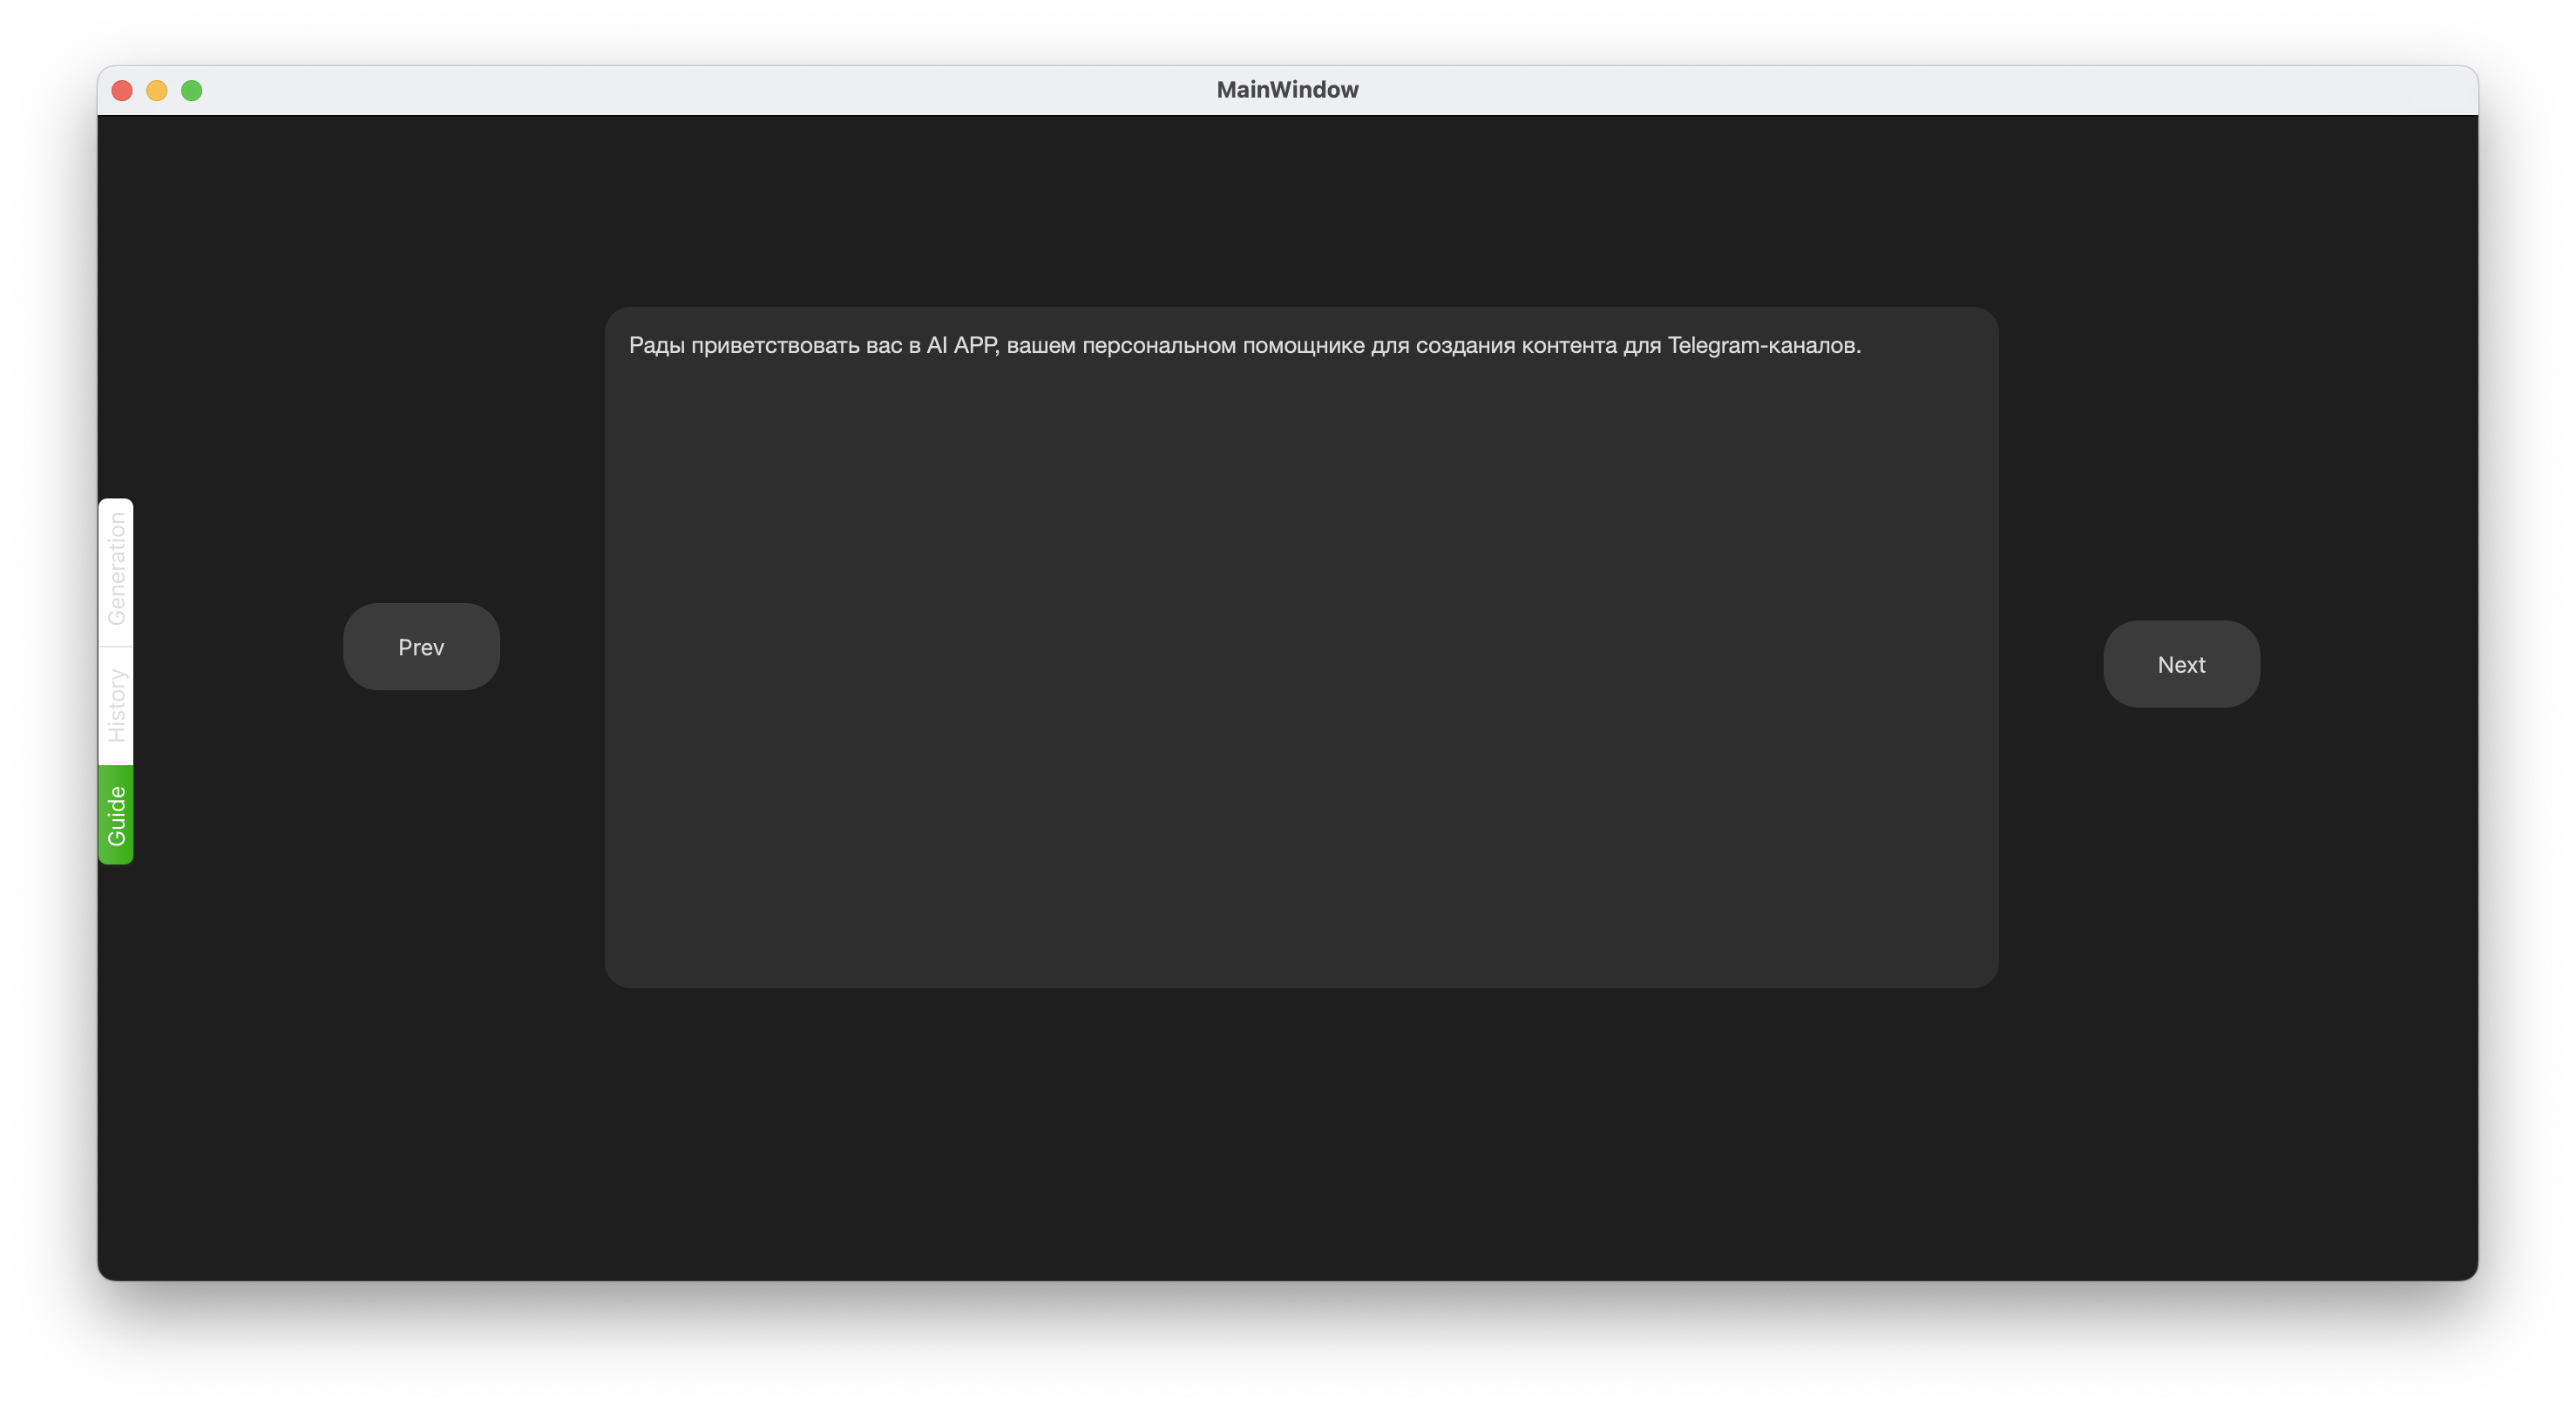 MainWindow
Рады приветствовать вас в AI APP, вашем персональном помощнике для создания контента для Telegram-каналов.
Generation
History
Guide
Prev
Next